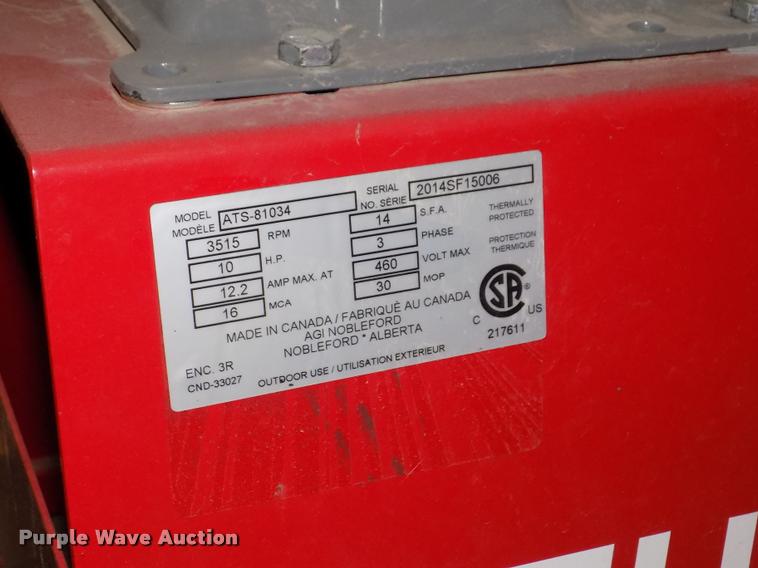 MODEL
MODÈLE ATS-81034
SERIAL
NO. SÉRIE 2014SF15006
3515 RPM 14 S.F.A. THERMALLY PROTECTED
10 H.P. 3 PHASE PROTECTION THERMIQUE
12.2 AMP MAX. AT 460 VOLT MAX
16 MCA 30 MOP
MADE IN CANADA / FABRIQUÈ AU CANADA
AGI NOBLEFORD
NOBLEFORD * ALBERTA
CSA ®
C US
217611
ENC. 3R
CND-33027
OUTDOOR USE / UTILISATION EXTERIEUR
Purple Wave Auction